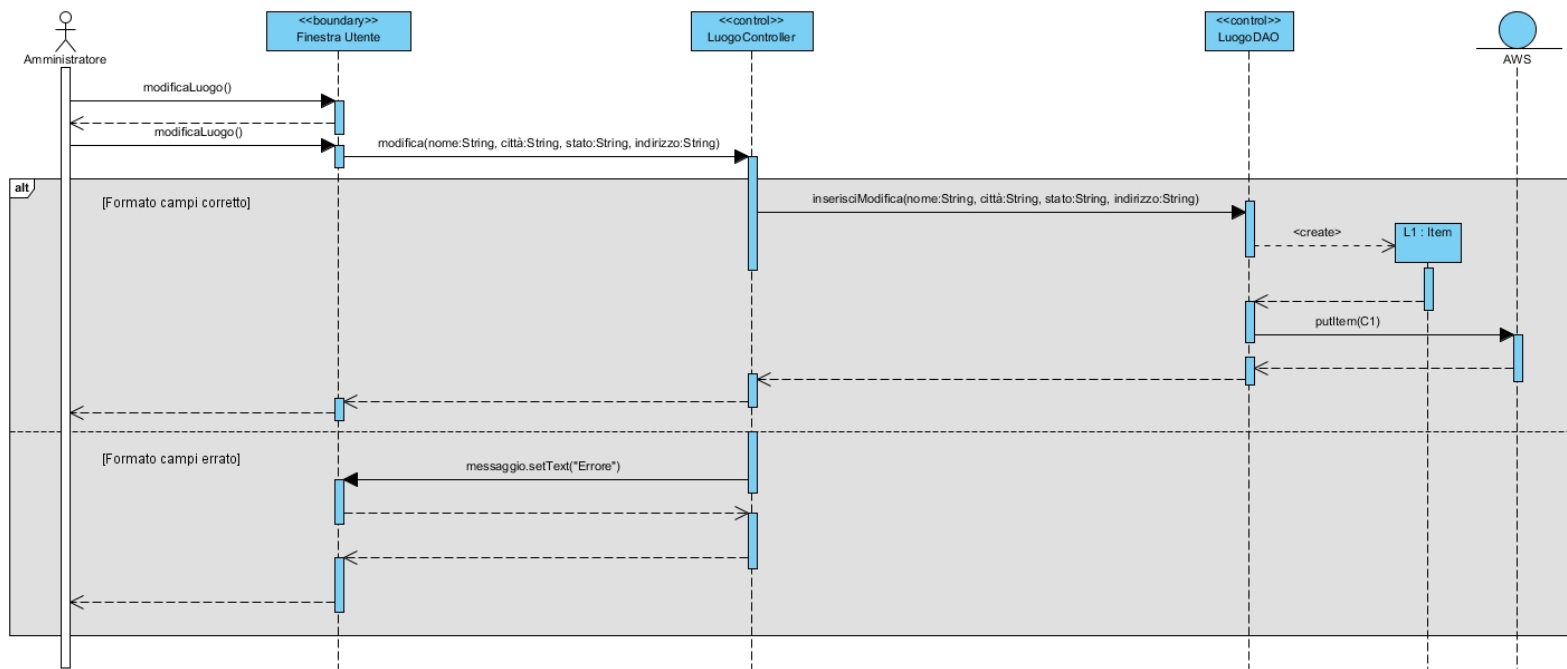 <<boundary>>
Finestra Utente
<<control>>
LuogoController
<<control>>
LuogoDAO
Amministratore
AWS
modificaLuogo()
modificaLuogo()
modifica(nome:String, città:String, stato:String, indirizzo:String)
alt
[Formato campi corretto]
inserisciModifica(nome:String, città:String, stato:String, indirizzo:String)
<create>
L1 : Item
putItem(C1)
[Formato campi errato]
messaggio.setText("Errore")